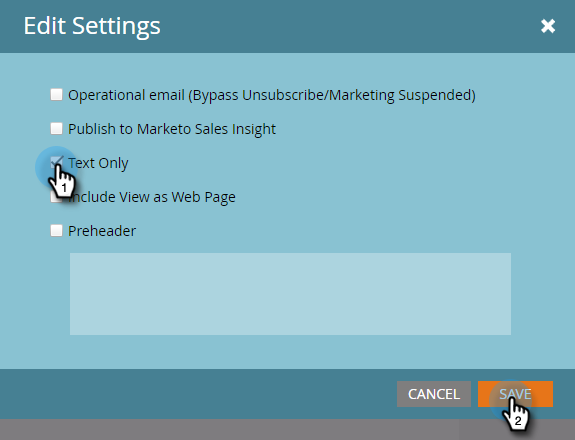 Edit Settings
Operational email (Bypass Unsubscribe/Marketing Suspended)
Publish to Marketo Sales Insight
Text Only
1
Include View as Web Page
Preheader
CANCEL
SAVE
2